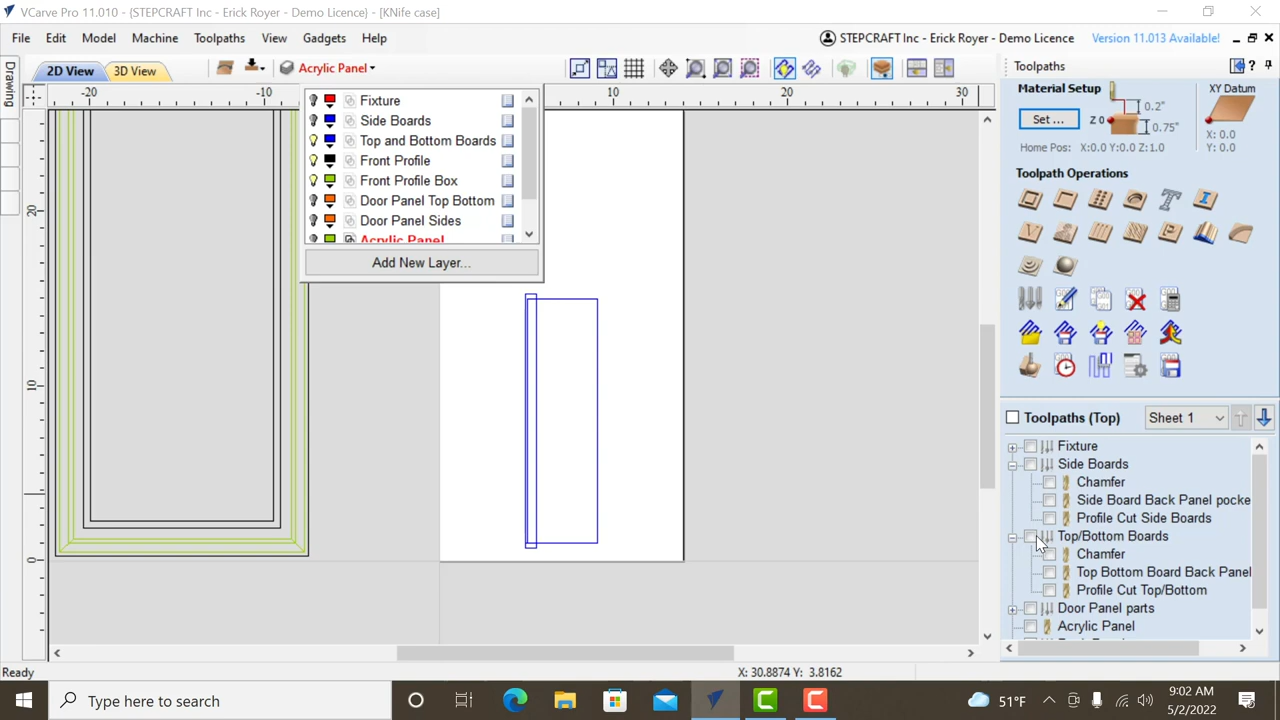 VCarve Pro 11.010 - {STEPCRAFT Inc - Erick Royer - Demo Licence} - [KNife case]
File Edit Model Machine Toolpaths View Gadgets Help
STEPCRAFT Inc - Erick Royer - Demo Licence Version 11.013 Available!
Drawing
2D View 3D View Acrylic Panel
-20 -10 10 20 30
20
10
0
Fixture
Side Boards
Top and Bottom Boards
Front Profile
Front Profile Box
Door Panel Top Bottom
Door Panel Sides
Acrylic Panel
Add New Layer...
Toolpaths
Material Setup
Set ...
Z 0
0.2"
0.75"
XY Datum
X: 0.0
Y: 0.0
Home Pos: X:0.0 Y:0.0 Z:1.0
Toolpath Operations
Toolpaths (Top) Sheet 1
Fixture
Side Boards
Chamfer
Side Board Back Panel pocke
Profile Cut Side Boards
Top/Bottom Boards
Chamfer
Top Bottom Board Back Panel
Profile Cut Top/Bottom
Door Panel parts
Acrylic Panel
Ready X: 30.8874 Y: 3.8162
Type here to search
51°F
9:02 AM
5/2/2022